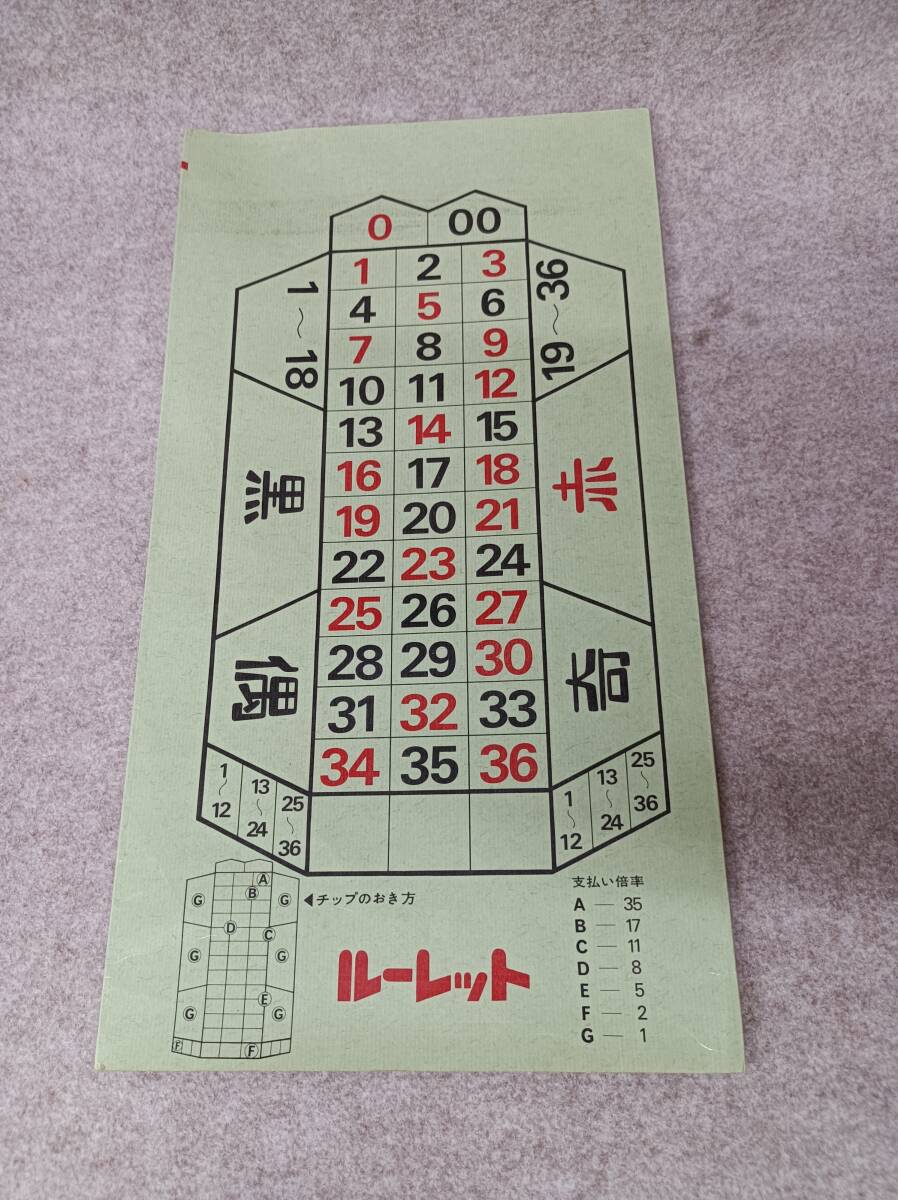 0 00
1 2 3
4 5 6
7 8 9
10 11 12
13 14 15
16 17 18
19 20 21
22 23 24
25 26 27
28 29 30
31 32 33
34 35 36
1～18
黒
偶
19～36
赤
奇
1～12
13～24
25～36
1～12
13～24
25～36
A
G B G
D
G C G
E
G G
F F
◀チップのおき方
ルーレット
支払い倍率
A — 35
B — 17
C — 11
D — 8
E — 5
F — 2
G — 1